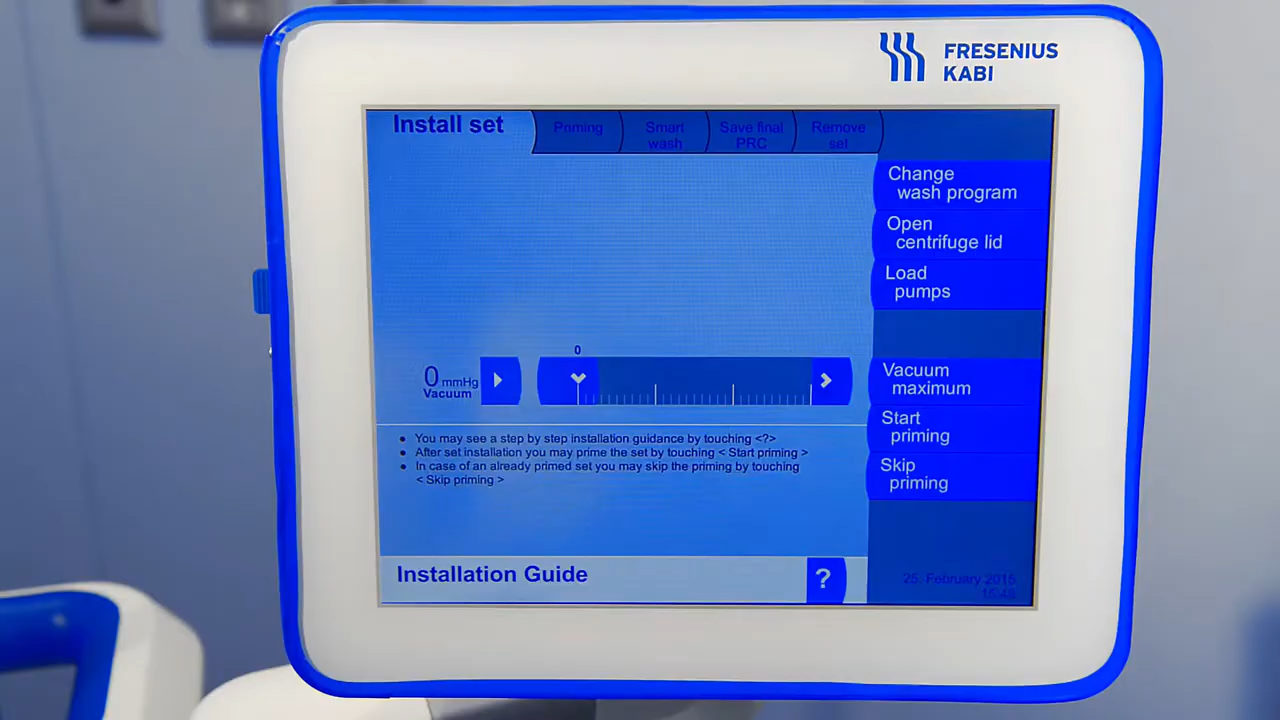 FRESENIUS
KABI
Install set
Priming
Smart
wash
Save final
PRC
Remove
set
Change
wash program
Open
centrifuge lid
Load
pumps
0
0 mmHg
Vacuum
Vacuum
maximum
Start
priming
Skip
priming
• You may see a step by step installation guidance by touching <?>
• After set installation you may prime the set by touching < Start priming >
• In case of an already primed set you may skip the priming by touching
< Skip priming >
Installation Guide
?
25. February 2015
15:48